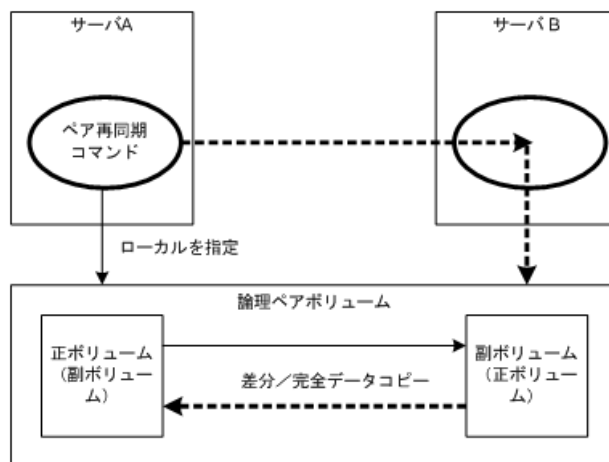 サーバA
サーバB
ペア再同期
コマンド
ローカルを指定
論理ペアボリューム
正ボリューム
（副ボリュー
ム）
差分／完全データコピー
副ボリューム
（正ボリュー
ム）